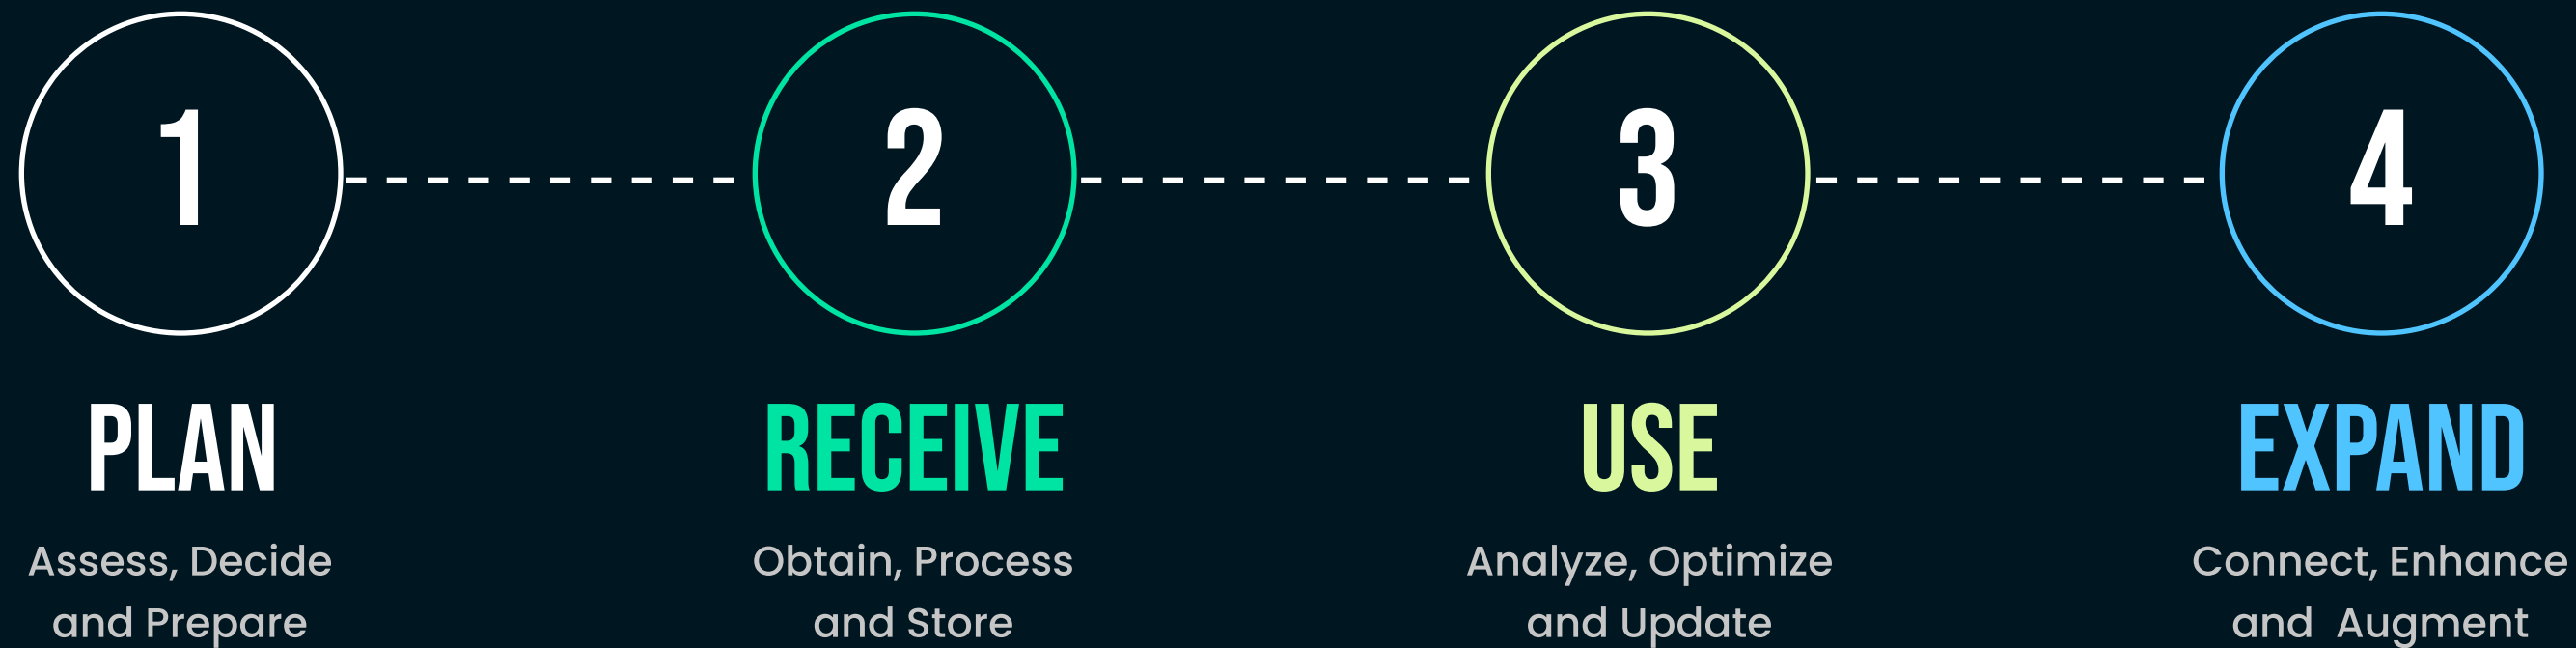 1
2
3
4
PLAN
RECEIVE
USE
EXPAND
Assess, Decide
and Prepare
Obtain, Process
and Store
Analyze, Optimize
and Update
Connect, Enhance
and Augment